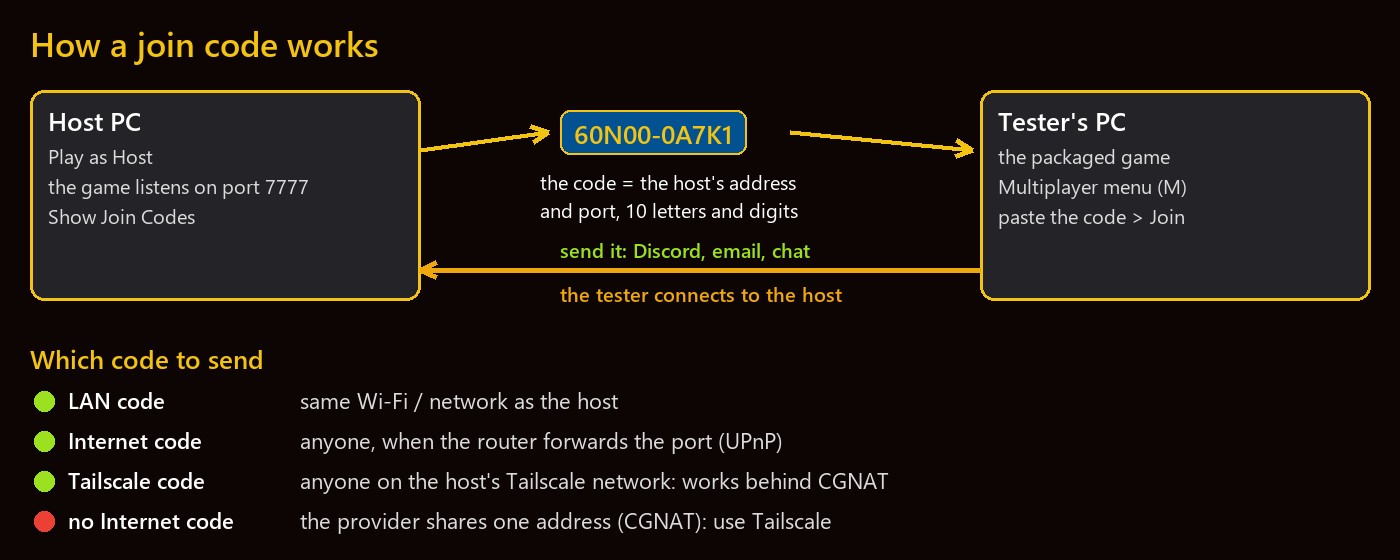 How a join code works
Host PC
Play as Host
the game listens on port 7777
Show Join Codes
60N00-0A7K1
the code = the host's address
and port, 10 letters and digits
send it: Discord, email, chat
the tester connects to the host
Tester's PC
the packaged game
Multiplayer menu (M)
paste the code > Join
Which code to send
LAN code same Wi-Fi / network as the host
Internet code anyone, when the router forwards the port (UPnP)
Tailscale code anyone on the host's Tailscale network: works behind CGNAT
no Internet code the provider shares one address (CGNAT): use Tailscale